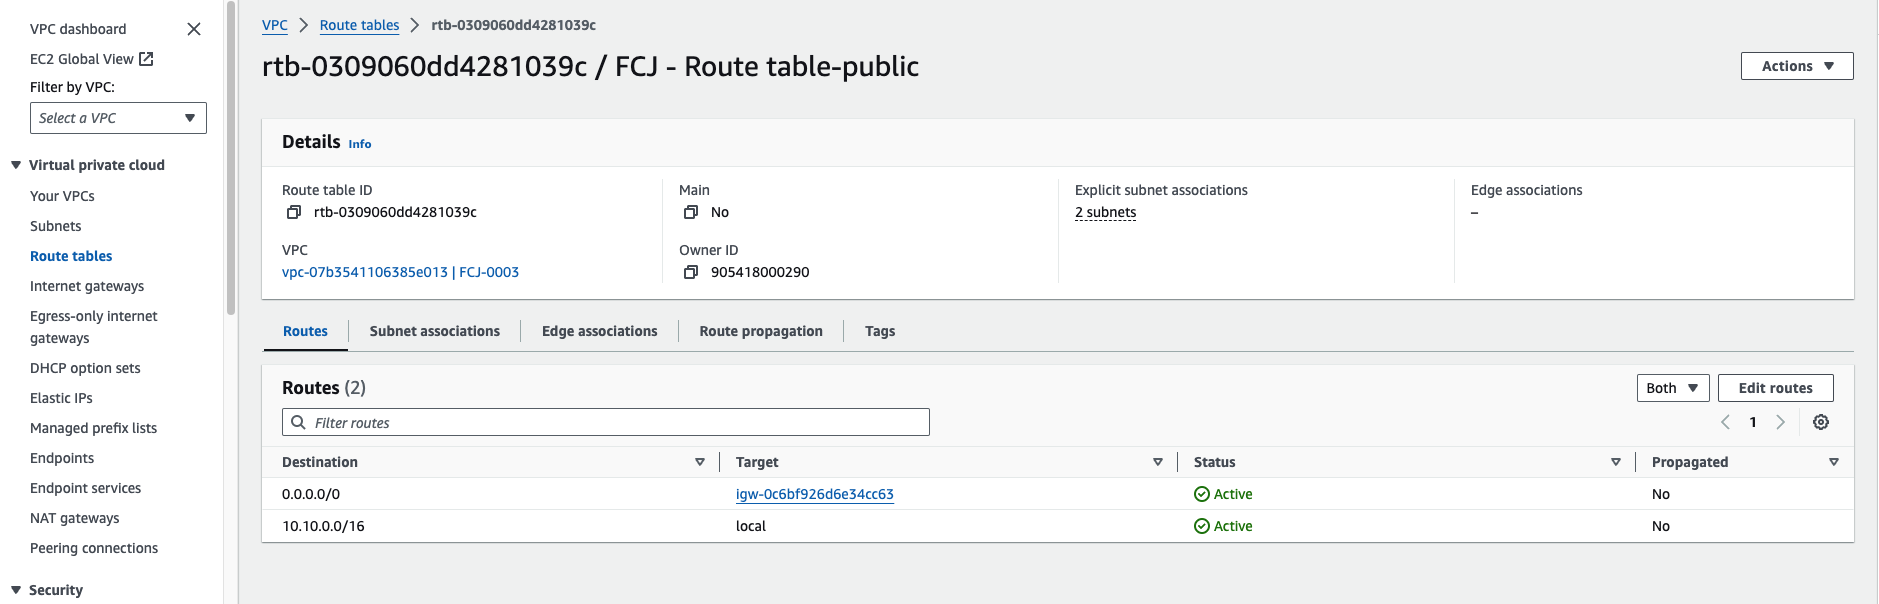 VPC dashboard
EC2 Global View
Filter by VPC:
Select a VPC
Virtual private cloud
Your VPCs
Subnets
Route tables
Internet gateways
Egress-only internet
gateways
DHCP option sets
Elastic IPs
Managed prefix lists
Endpoints
Endpoint services
NAT gateways
Peering connections
Security
VPC Route tables rtb-0309060dd4281039c
rtb-0309060dd4281039c / FCJ - Route table-public
Actions
Details Info
Route table ID
rtb-0309060dd4281039c
VPC
vpc-07b3541106385e013 | FCJ-0003
Main
No
Owner ID
905418000290
Explicit subnet associations
2 subnets
Edge associations
–
Routes Subnet associations Edge associations Route propagation Tags
Routes (2)
Both Edit routes
Filter routes
1
Destination Target Status Propagated
0.0.0.0/0 igw-0c6bf926d6e34cc63 Active No
10.10.0.0/16 local Active No